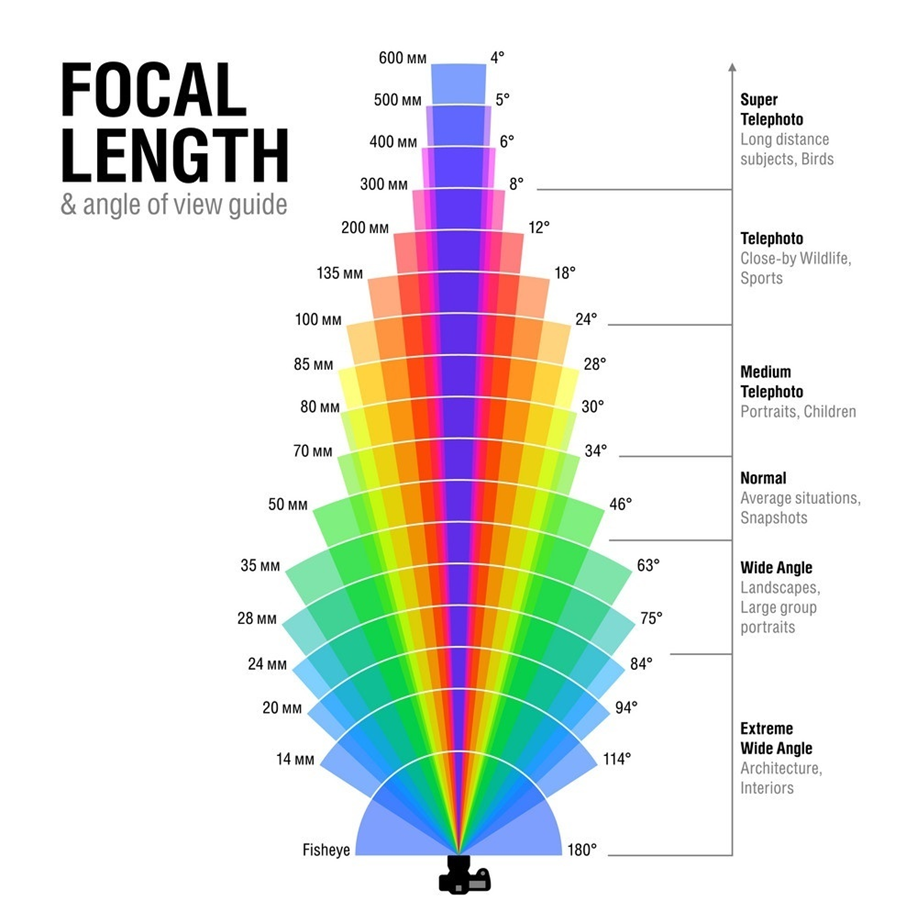 FOCAL
LENGTH
& angle of view guide
600 мм 4°
500 мм 5°
400 мм 6°
300 мм 8°
200 мм 12°
135 мм 18°
100 мм 24°
85 мм 28°
80 мм 30°
70 мм 34°
50 мм 46°
35 мм 63°
28 мм 75°
24 мм 84°
20 мм 94°
14 мм 114°
Fisheye 180°
Super
Telephoto
Long distance
subjects, Birds
Telephoto
Close-by Wildlife,
Sports
Medium
Telephoto
Portraits, Children
Normal
Average situations,
Snapshots
Wide Angle
Landscapes,
Large group
portraits
Extreme
Wide Angle
Architecture,
Interiors